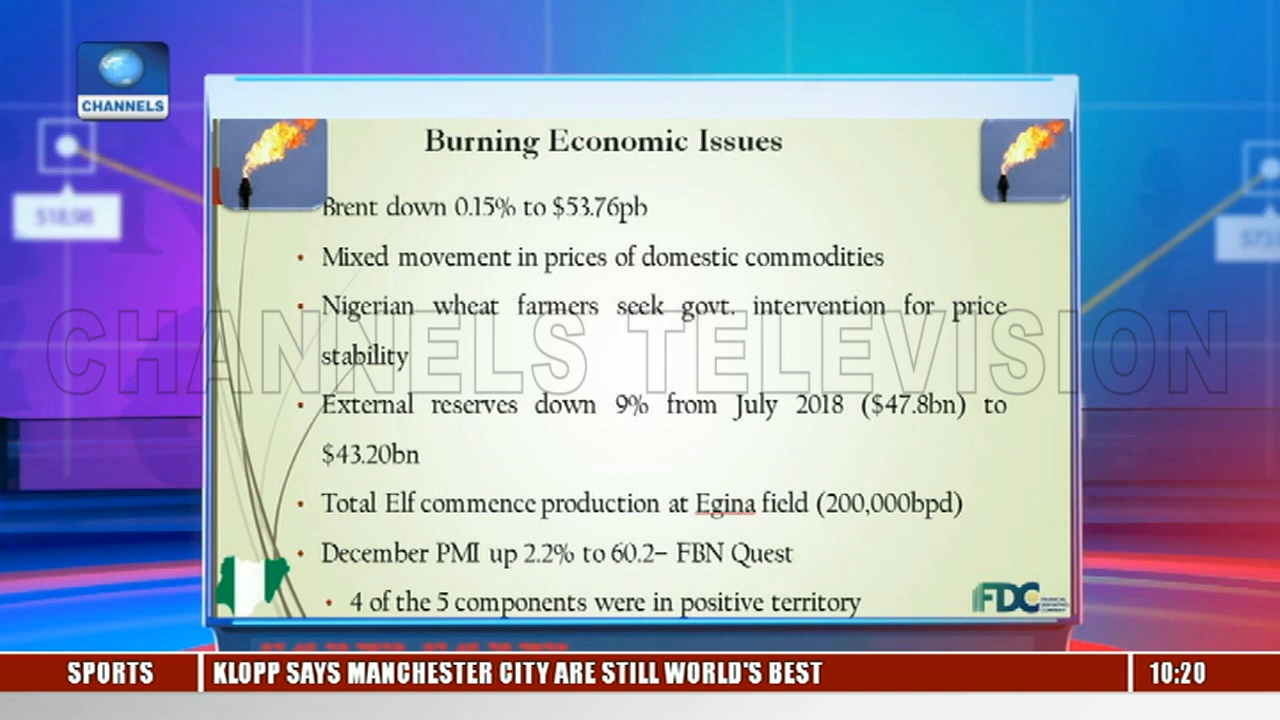 CHANNELS
Burning Economic Issues
Brent down 0.15% to $53.76pb
• Mixed movement in prices of domestic commodities
• Nigerian wheat farmers seek govt. intervention for price
stability
• External reserves down 9% from July 2018 ($47.8bn) to
$43.20bn
• Total Elf commence production at Egina field (200,000bpd)
• December PMI up 2.2% to 60.2– FBN Quest
• 4 of the 5 components were in positive territory
FDC
CHANNELS TELEVISION
SPORTS KLOPP SAYS MANCHESTER CITY ARE STILL WORLD'S BEST 10:20